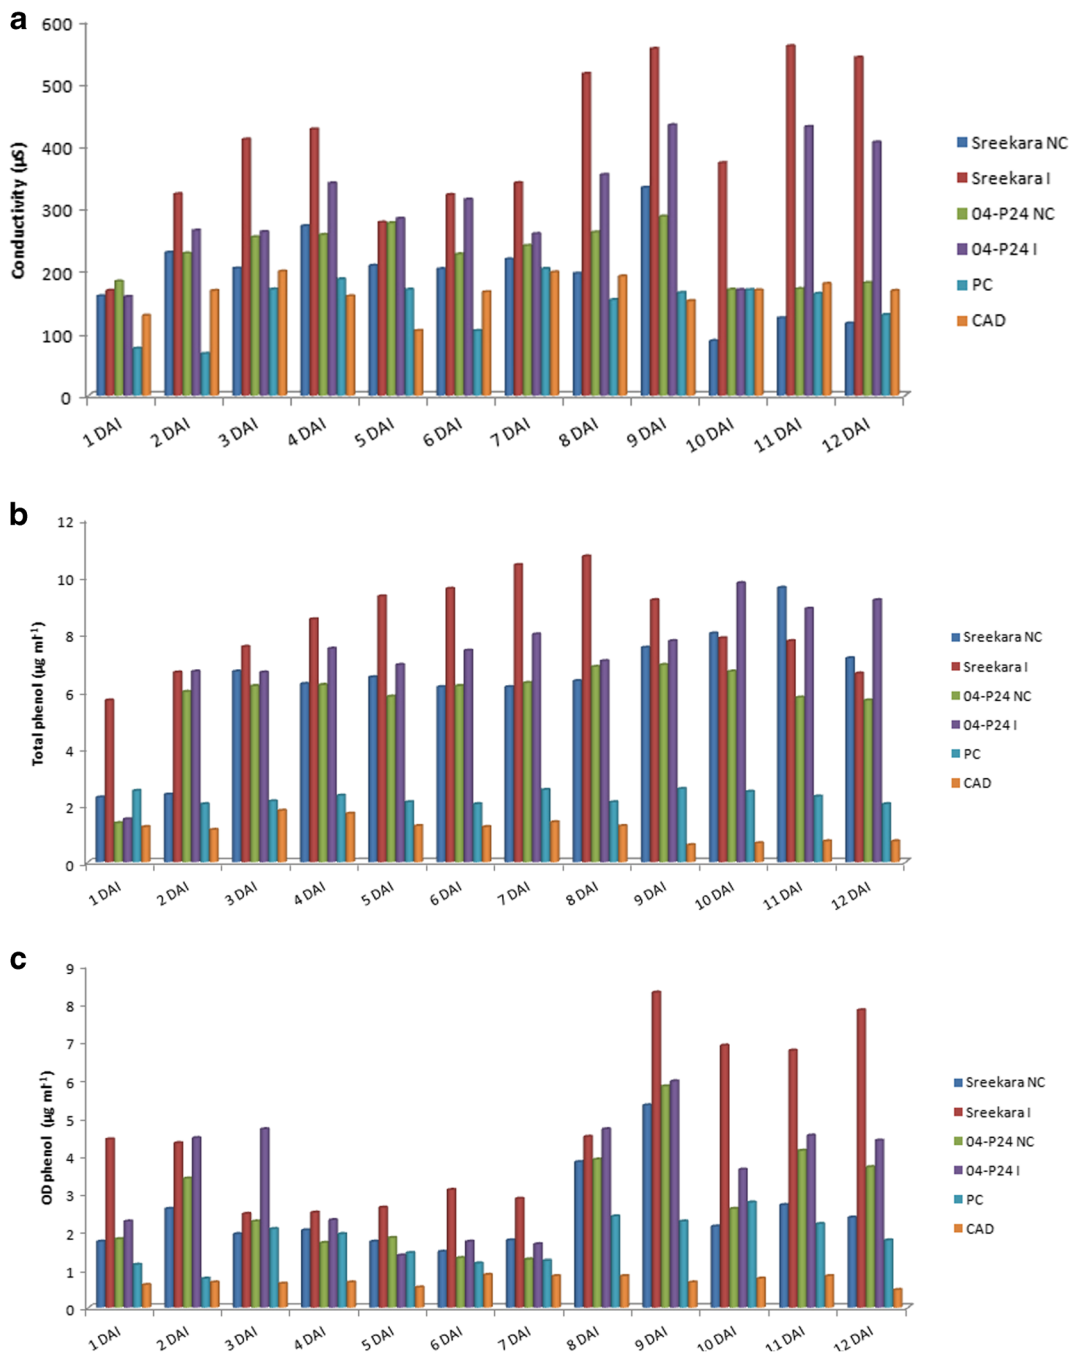 a
600
500
400
300
200
100
0
Conductivity (µS)
1 DAI 2 DAI 3 DAI 4 DAI 5 DAI 6 DAI 7 DAI 8 DAI 9 DAI 10 DAI 11 DAI 12 DAI
Sreekara NC
Sreekara I
04-P24 NC
04-P24 I
PC
CAD
b
12
10
8
6
4
2
0
Total phenol (µg ml-1)
1 DAI 2 DAI 3 DAI 4 DAI 5 DAI 6 DAI 7 DAI 8 DAI 9 DAI 10 DAI 11 DAI 12 DAI
Sreekara NC
Sreekara I
04-P24 NC
04-P24 I
PC
CAD
c
9
8
7
6
5
4
3
2
1
0
OD phenol (µg ml-1)
1 DAI 2 DAI 3 DAI 4 DAI 5 DAI 6 DAI 7 DAI 8 DAI 9 DAI 10 DAI 11 DAI 12 DAI
Sreekara NC
Sreekara I
04-P24 NC
04-P24 I
PC
CAD